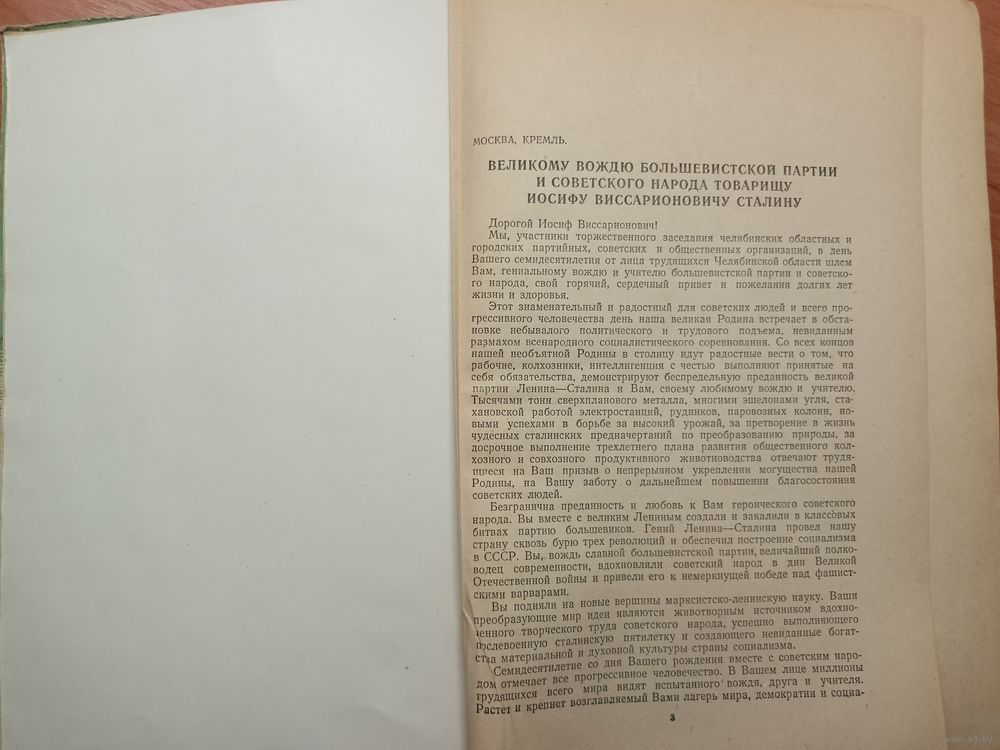 МОСКВА, КРЕМЛЬ.
ВЕЛИКОМУ ВОЖДЮ БОЛЬШЕВИСТСКОЙ ПАРТИИ
И СОВЕТСКОГО НАРОДА ТОВАРИЩУ
ИОСИФУ ВИССАРИОНОВИЧУ СТАЛИНУ
Дорогой Иосиф Виссарионович!
Мы, участники торжественного заседания челябинских областных и
городских партийных, советских и общественных организаций, в день
Вашего семидесятилетия от лица трудящихся Челябинской области шлем
Вам, гениальному вождю и учителю большевистской партии и советско-
го народа, свой горячий, сердечный привет и пожелания долгих лет
жизни и здоровья.
Этот знаменательный и радостный для советских людей и всего про-
грессивного человечества день наша великая Родина встречает в обста-
новке небывалого политического и трудового подъема, невиданным
размахом всенародного социалистического соревнования. Со всех концов
нашей необъятной Родины в столицу идут радостные вести о том, что
рабочие, колхозники, интеллигенция с честью выполняют принятые на
себя обязательства, демонстрируют беспредельную преданность великой
партии Ленина—Сталина и Вам, своему любимому вождю и учителю.
Тысячами тонн сверхпланового металла, многими эшелонами угля, ста-
хановской работой электростанций, рудников, паровозных колонн, но-
выми успехами в борьбе за высокий урожай, за претворение в жизнь
чудесных сталинских предначертаний по преобразованию природы, за
досрочное выполнение трехлетнего плана развития общественного кол-
хозного и совхозного продуктивного животноводства отвечают трудя-
щиеся на Ваш призыв о непрерывном укреплении могущества нашей
Родины, на Вашу заботу о дальнейшем повышении благосостояния
советских людей.
Безгранична преданность и любовь к Вам героического советского
народа. Вы вместе с великим Лениным создали и закалили в классовых
битвах партию большевиков. Гений Ленина—Сталина провел нашу
страну сквозь бурю трех революций и обеспечил построение социализма
в СССР. Вы, вождь славной большевистской партии, величайший полко-
водец современности, вдохновляли советский народ в дни Великой
Отечественной войны и привели его к немеркнущей победе над фашист-
скими варварами.
Вы подняли на новые вершины марксистско-ленинскую науку. Ваши
преобразующие мир идеи являются животворным источником вдохно-
венного творческого труда советского народа, успешно выполняющего
послевоенную сталинскую пятилетку и создающего невиданные богат-
ства материальной и духовной культуры страны социализма.
Семидесятилетие со дня Вашего рождения вместе с советским наро-
дом отмечает все прогрессивное человечество. В Вашем лице миллионы
трудящихся всего мира видят испытанного вождя, друга и учителя.
Растет и крепнет возглавляемый Вами лагерь мира, демократии и социа-
3
www.ay.by